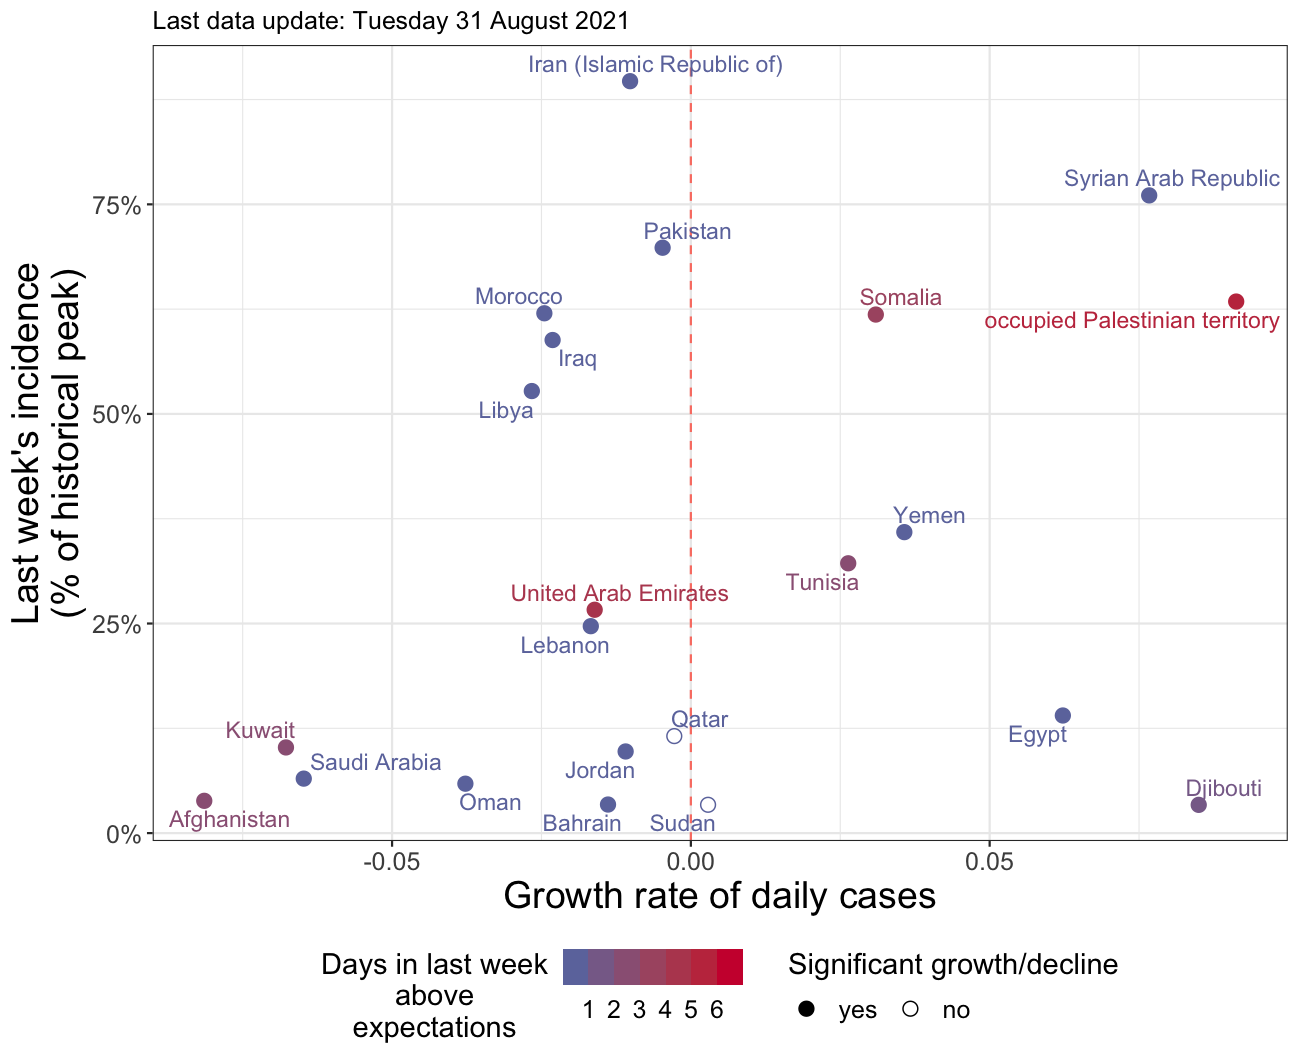 Last data update: Tuesday 31 August 2021
Iran (Islamic Republic of)
Syrian Arab Republic
75%
Pakistan
Morocco
Somalia
occupied Palestinian territory
Iraq
Libya
50%
Last week's incidence
(% of historical peak)
Yemen
Tunisia
United Arab Emirates
25%
Lebanon
Qatar
Kuwait
Egypt
Saudi Arabia
Jordan
Djibouti
Oman
Afghanistan
Bahrain
Sudan
0%
-0.05
0.00
0.05
Growth rate of daily cases
Days in last week
above
expectations
1 2 3 4 5 6
Significant growth/decline
yes
no